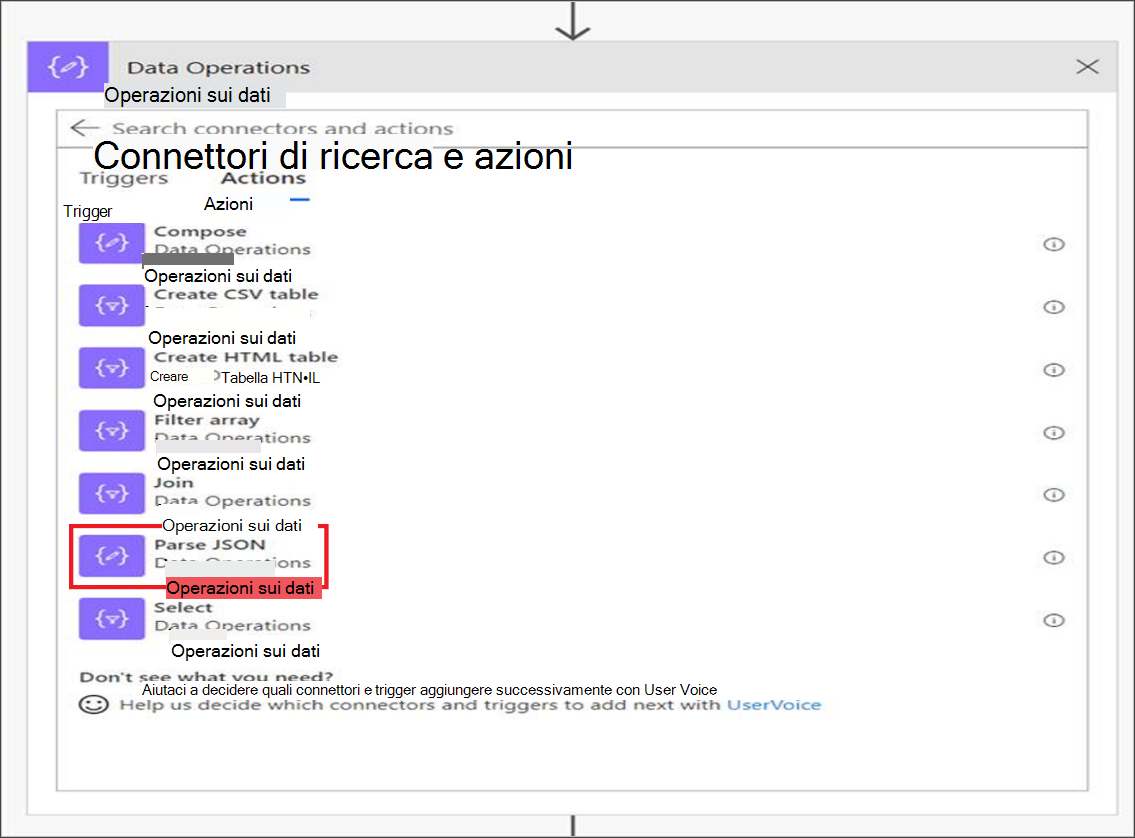 Data Operations
Operazioni sui dati
Search connectors and actions
Connettori di ricerca e azioni
Triggers Actions
Azioni
Trigger
Compose
Data Operations
Operazioni sui dati
Create CSV table
Operazioni sui dati
Create HTML table
Creare Tabella HTN•IL
Operazioni sui dati
Filter array
Data Operations
Operazioni sui dati
Join
Data Operations
Operazioni sui dati
Parse JSON
Operazioni sui dati
Select
Data Operations
Operazioni sui dati
Don't see what you need?
Aiutaci a decidere quali connettori e trigger aggiungere successivamente con User Voice
Help us decide which connectors and triggers to add next with UserVoice